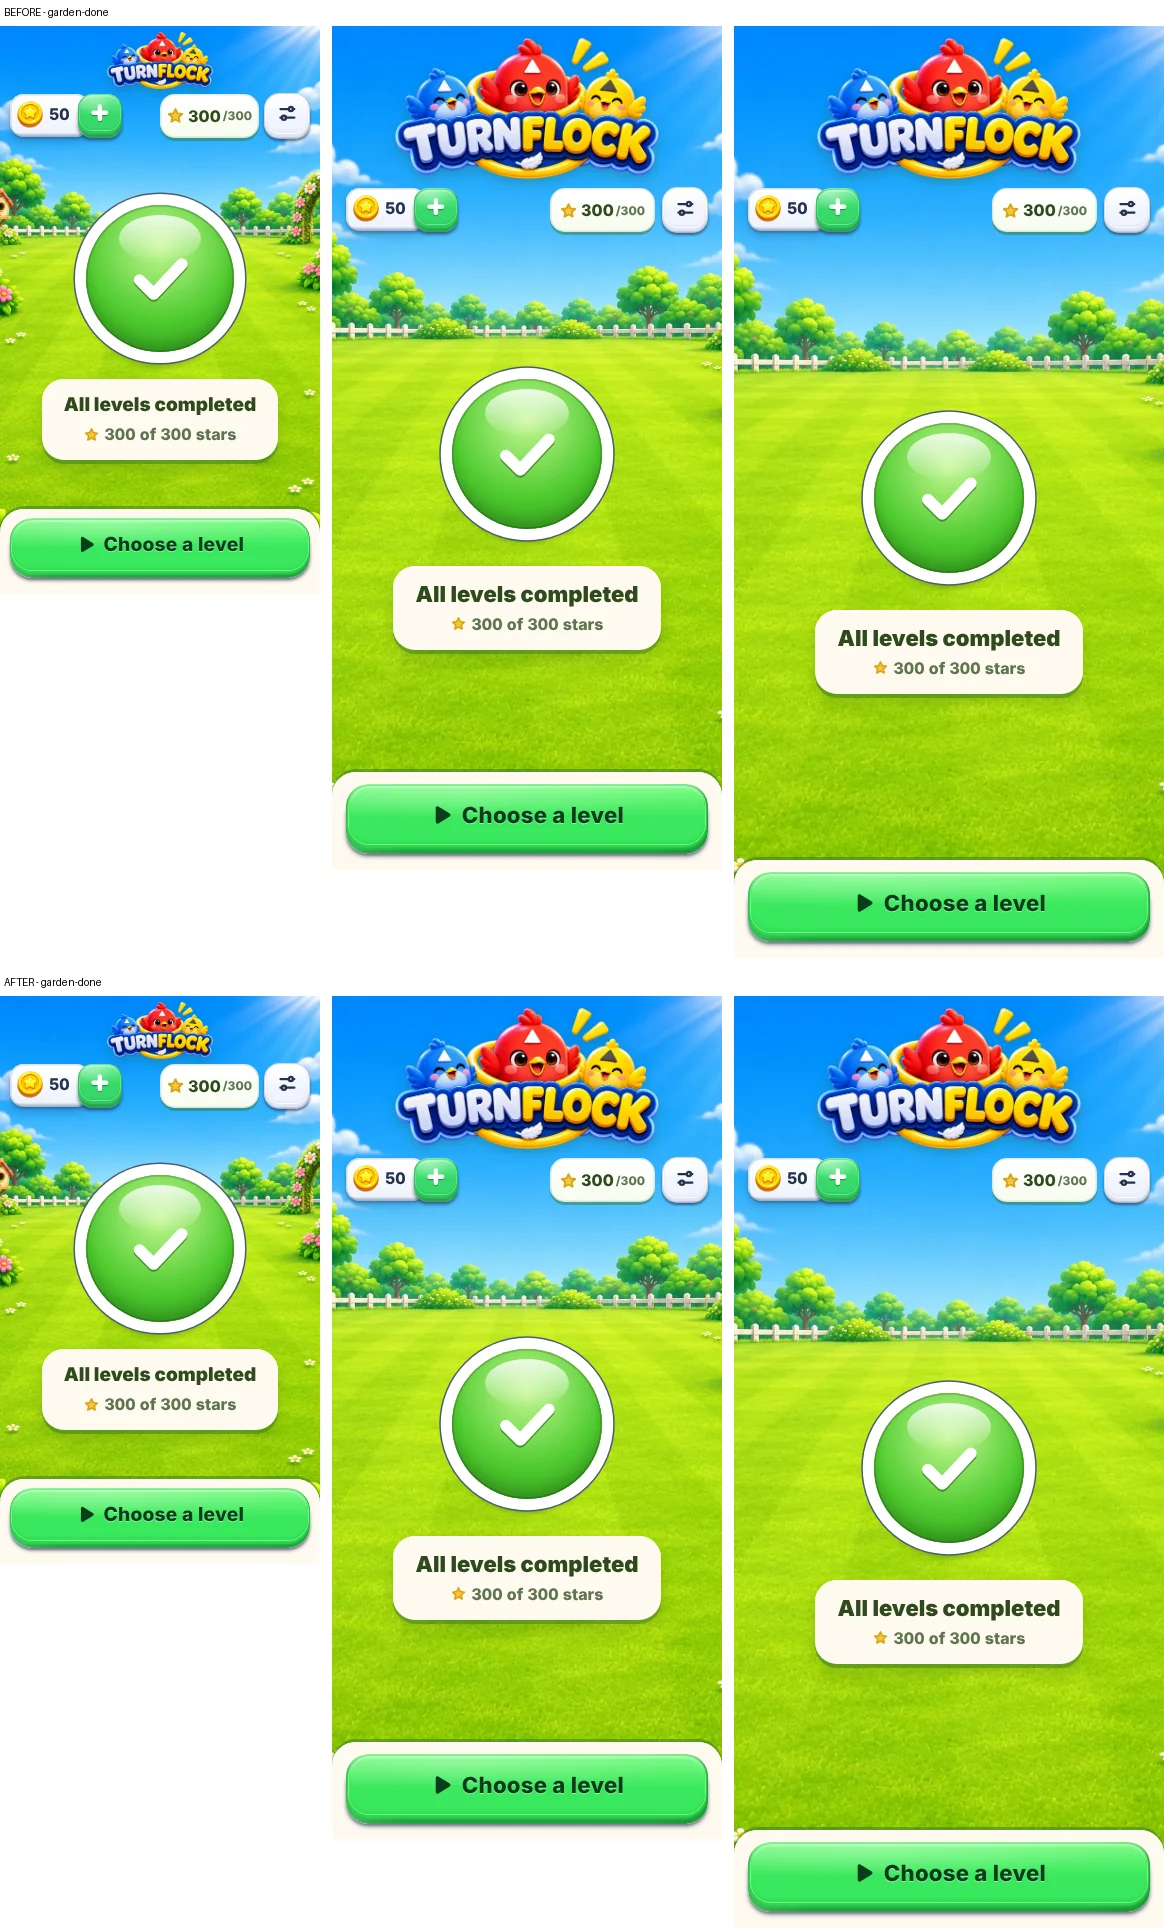 BEFORE - garden-done
TURNFLOCK
50
300/300
All levels completed
300 of 300 stars
Choose a level
TURNFLOCK
50
300/300
All levels completed
300 of 300 stars
Choose a level
TURNFLOCK
50
300/300
All levels completed
300 of 300 stars
Choose a level
AFTER - garden-done
TURNFLOCK
50
300/300
All levels completed
300 of 300 stars
Choose a level
TURNFLOCK
50
300/300
All levels completed
300 of 300 stars
Choose a level
TURNFLOCK
50
300/300
All levels completed
300 of 300 stars
Choose a level